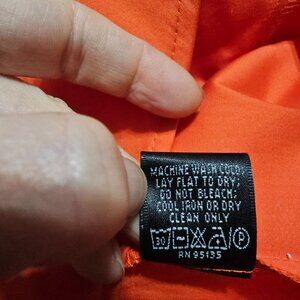 MACHINE WASH COLD;
LAY FLAT TO DRY;
DO NOT BLEACH;
COOL IRON OR DRY
CLEAN ONLY
30 P
RN 95135